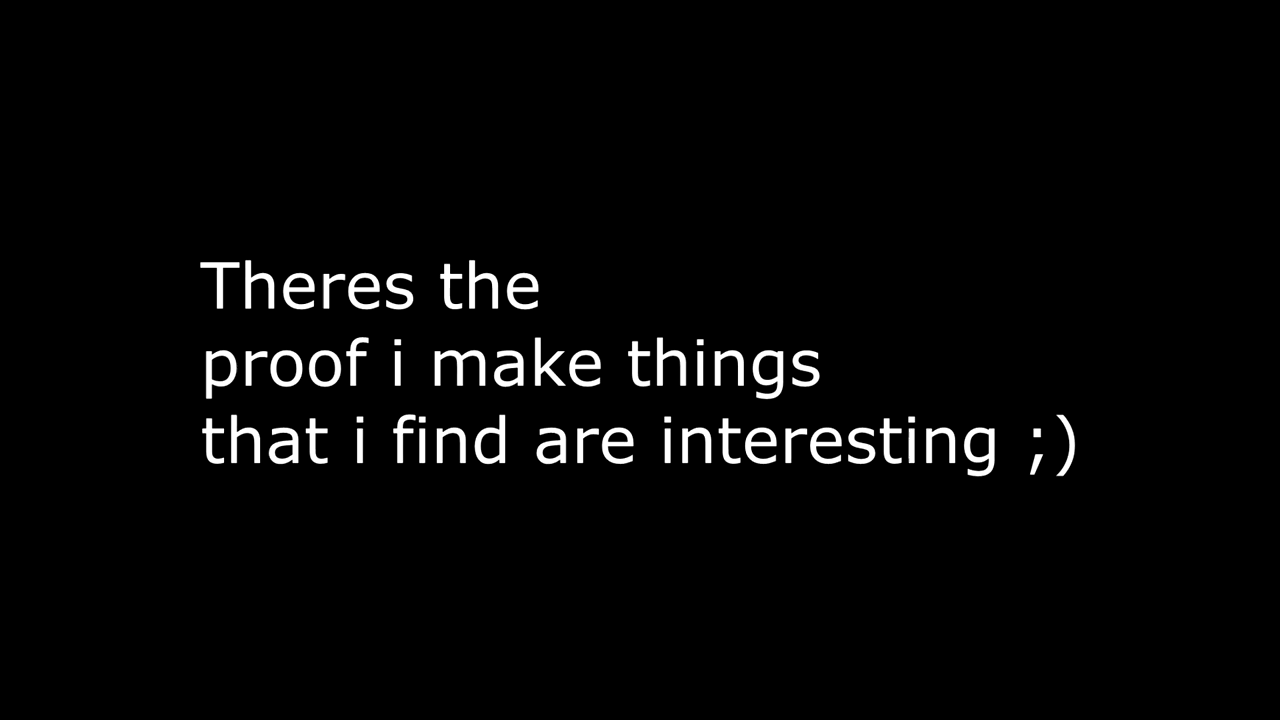 Theres the
proof i make things
that i find are interesting ;)